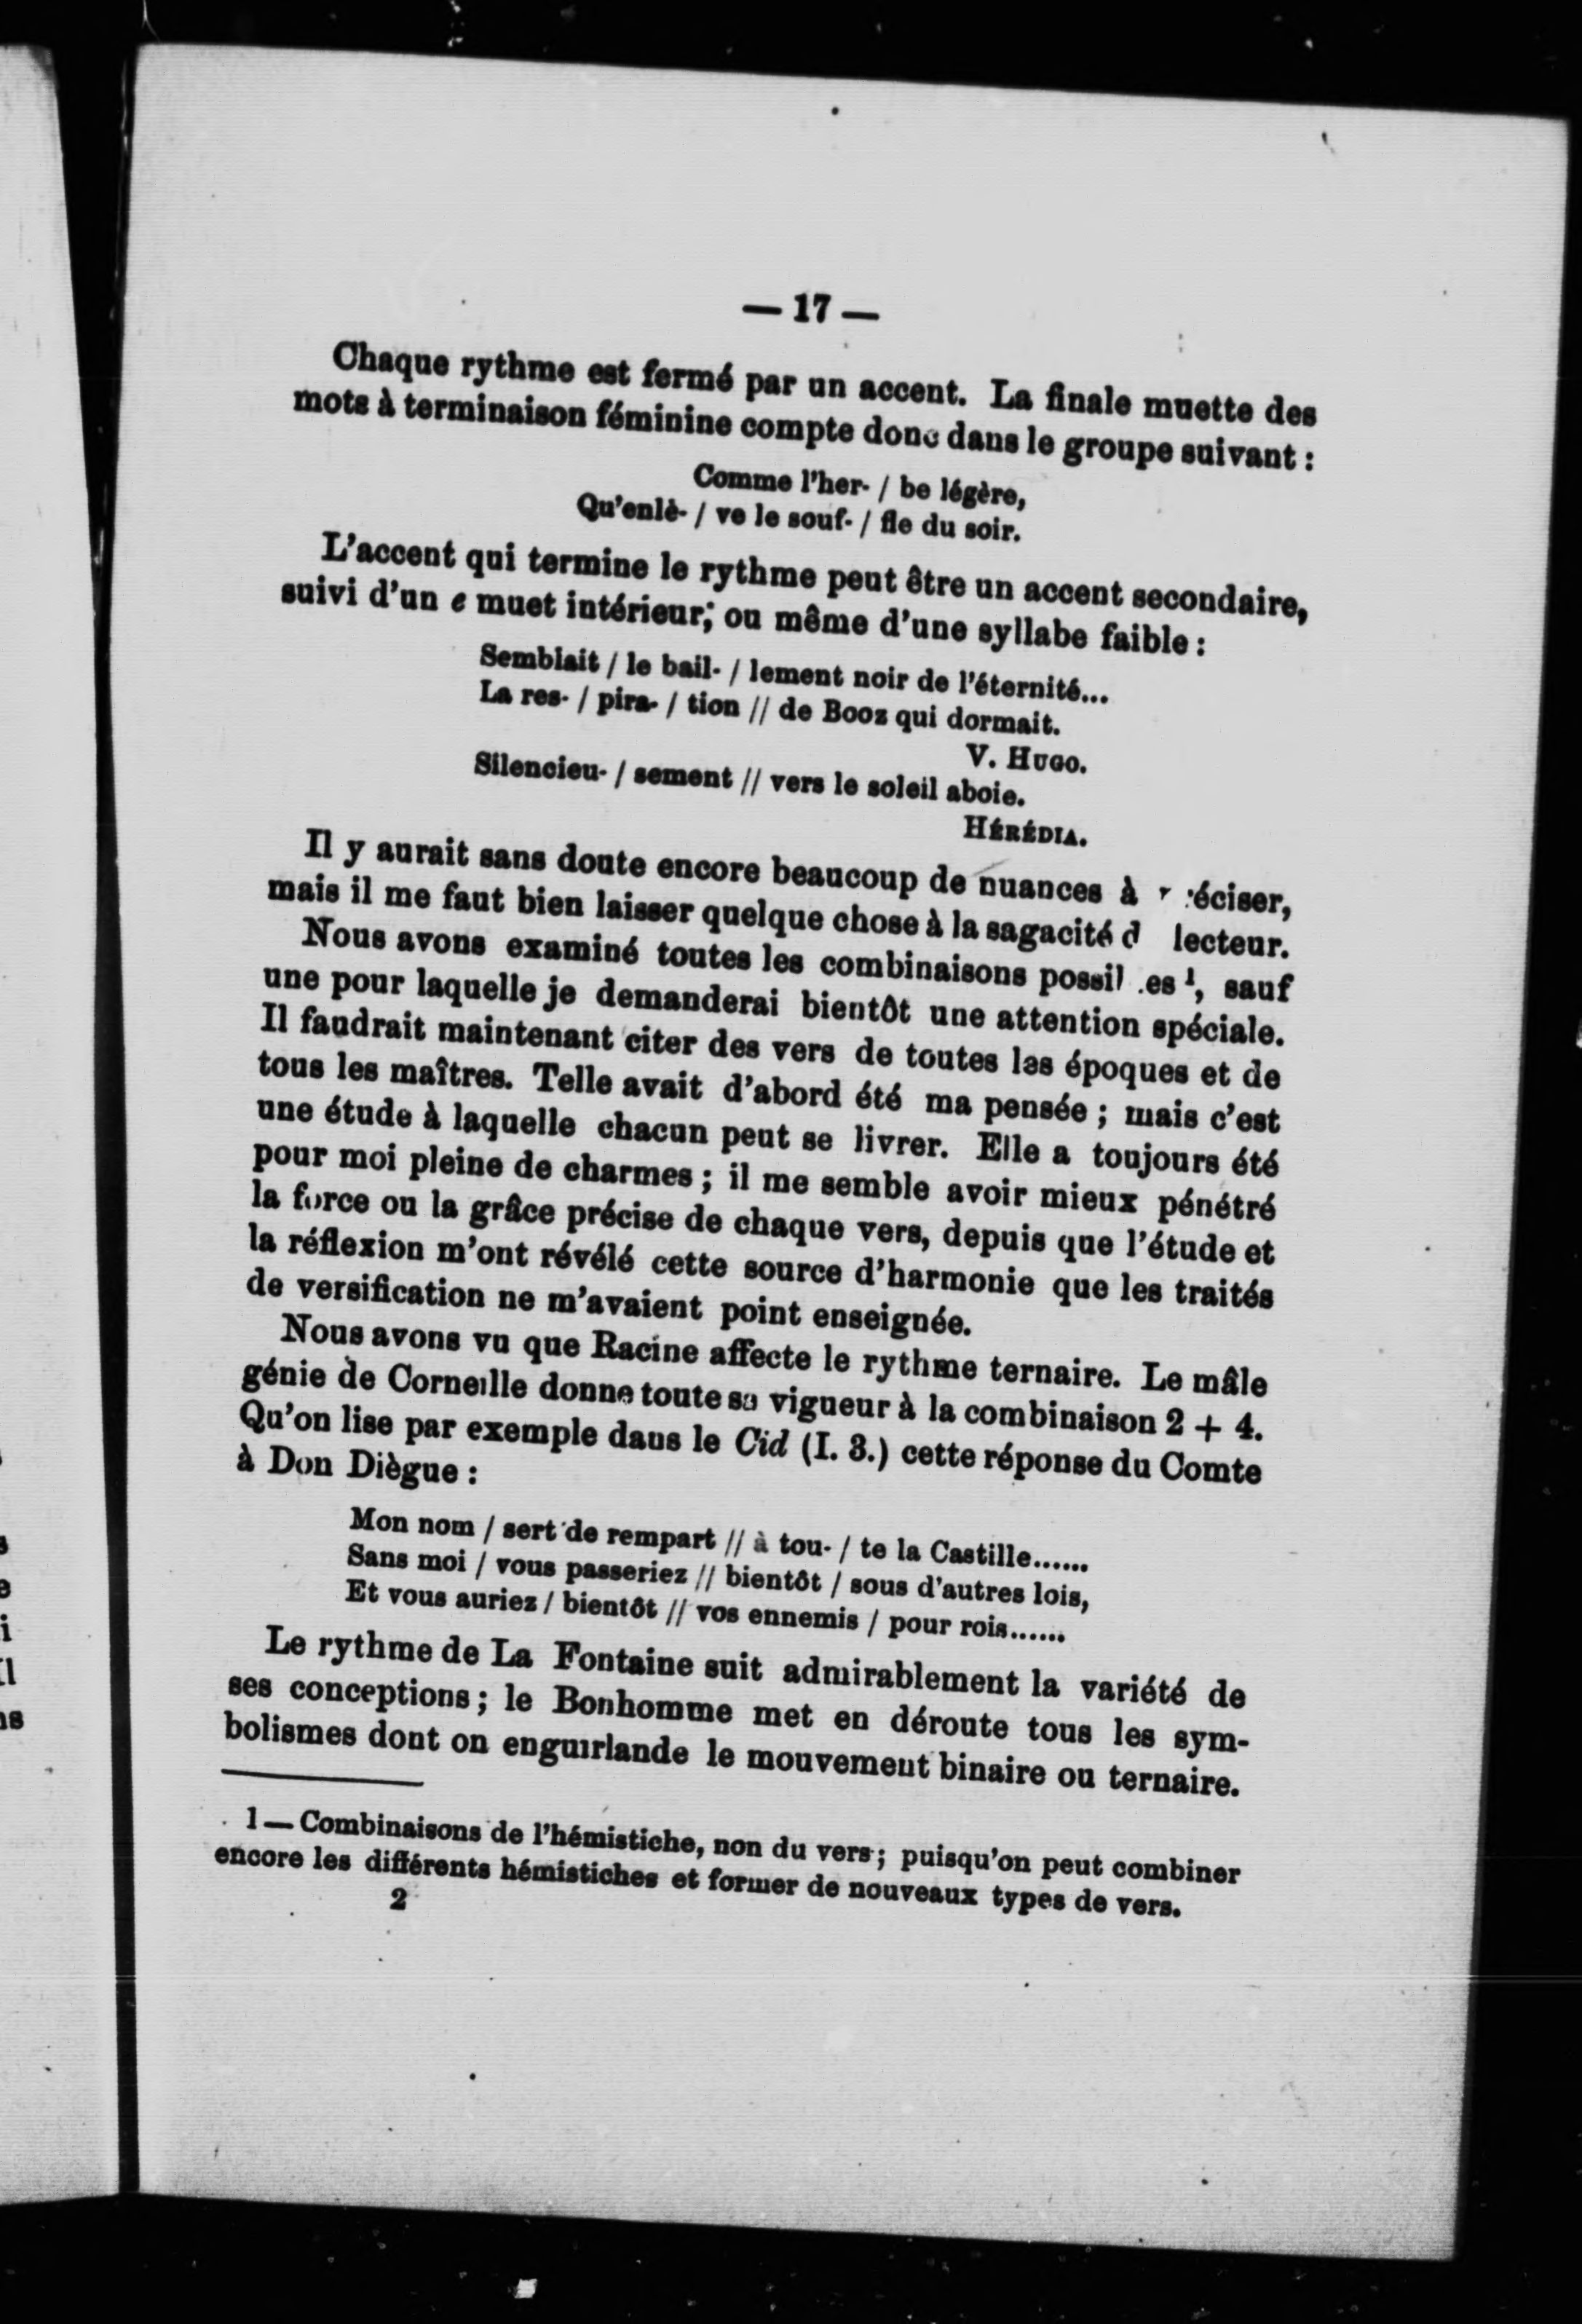 — 17 —
Chaque rythme est fermé par un accent. La finale muette des
mots à terminaison féminine compte donc dans le groupe suivant :
Comme l'her- / be légère,
Qu'enlè- / ve le souf- / fle du soir.
L'accent qui termine le rythme peut être un accent secondaire,
suivi d'un e muet intérieur; ou même d'une syllabe faible :
Semblait / le bail- / lement noir de l'éternité...
La res- / pira- / tion // de Booz qui dormait.
V. HUGO.
Silencieu- / sement // vers le soleil aboie.
HÉRÉDIA.
Il y aurait sans doute encore beaucoup de nuances à
mais il me faut bien laisser quelque chose à la sagacité lecteur.
Nous avons examiné toutes les combinaisons 1, sauf
une pour laquelle je demanderai bientôt une attention spéciale.
Il faudrait maintenant citer des vers de toutes les époques et de
tous les maîtres. Telle avait d'abord été ma pensée ; mais c'est
une étude à laquelle chacun peut se livrer. Elle a toujours été
pour moi pleine de charmes ; il me semble avoir mieux pénétré
la force ou la grâce précise de chaque vers, depuis que l'étude et
la réflexion m'ont révélé cette source d'harmonie que les traités
de versification ne m'avaient point enseignée.
Nous avons vu que Racine affecte le rythme ternaire. Le mâle
génie de Corneille donne toute sa vigueur à la combinaison 2 + 4.
Qu'on lise par exemple dans le Cid (I. 3.) cette réponse du Comte
à Don Diègue :
Mon nom / sert de rempart // à tou- / te la Castille......
Sans moi / vous passeriez // bientôt / sous d'autres lois,
Et vous auriez / bientôt // vos ennemis / pour rois......
Le rythme de La Fontaine suit admirablement la variété de
ses conceptions ; le Bonhomme met en déroute tous les sym-
bolismes dont on enguirlande le mouvement binaire ou ternaire.
1 — Combinaisons de l'hémistiche, non du vers ; puisqu'on peut combiner
encore les différents hémistiches et former de nouveaux types de vers.
2